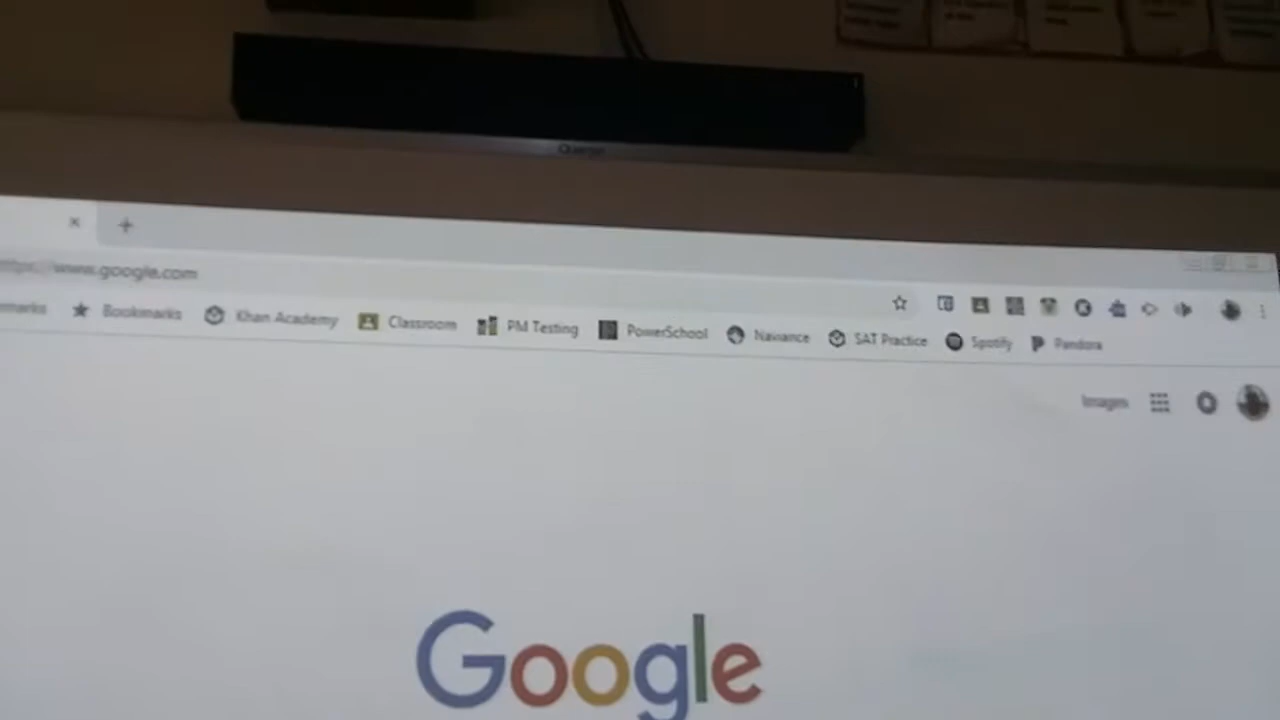 www.google.com
Bookmarks Khan Academy Classroom PM Testing PowerSchool Naviance SAT Practice Spotify Pandora
Images
Google